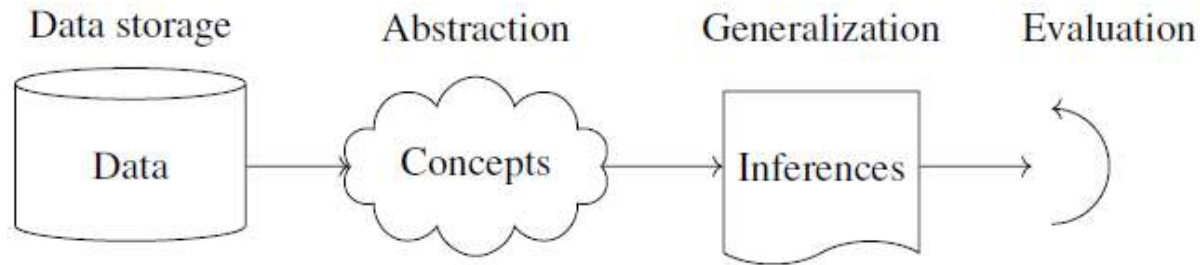 Data storage
Abstraction
Generalization
Evaluation
Data
Concepts
Inferences